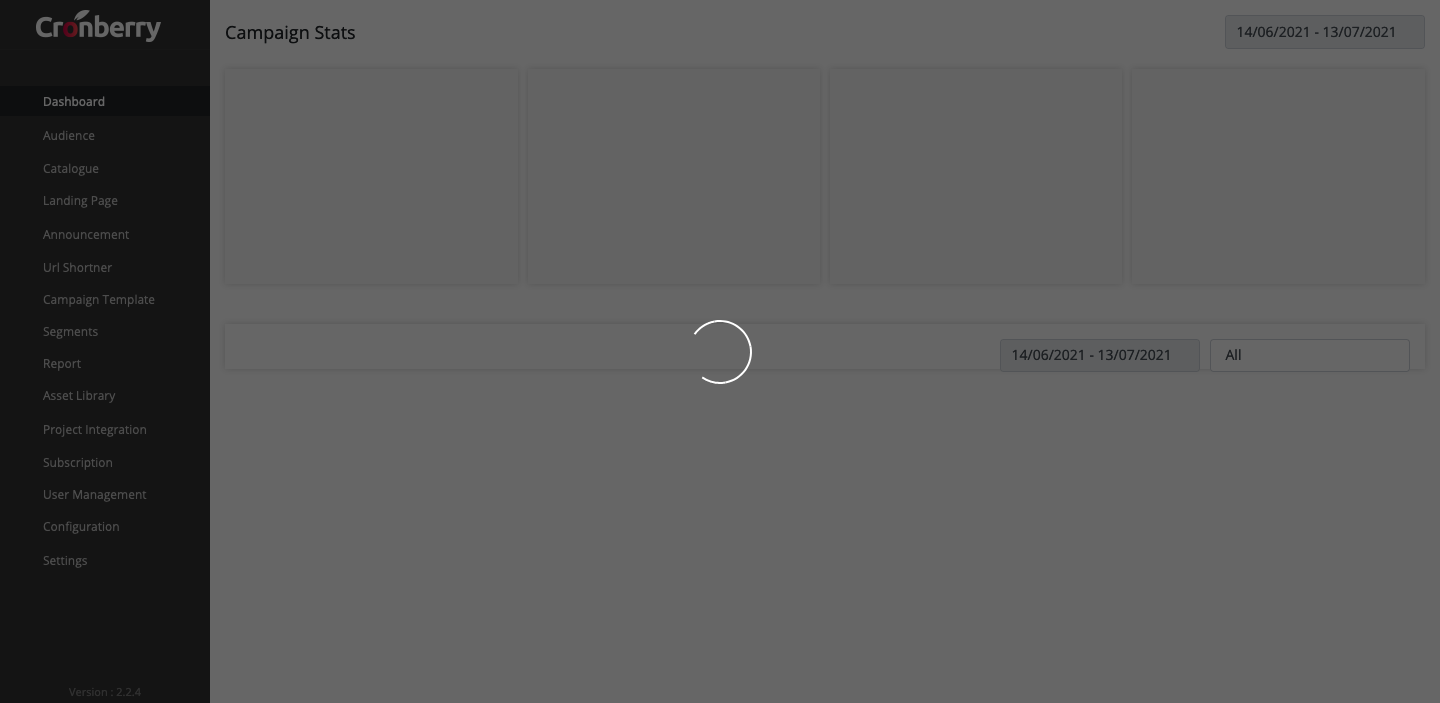 Cronberry
Dashboard
Audience
Catalogue
Landing Page
Announcement
Url Shortner
Campaign Template
Segments
Report
Asset Library
Project Integration
Subscription
User Management
Configuration
Settings
Version : 2.2.4
Campaign Stats
14/06/2021 - 13/07/2021
14/06/2021 - 13/07/2021
All